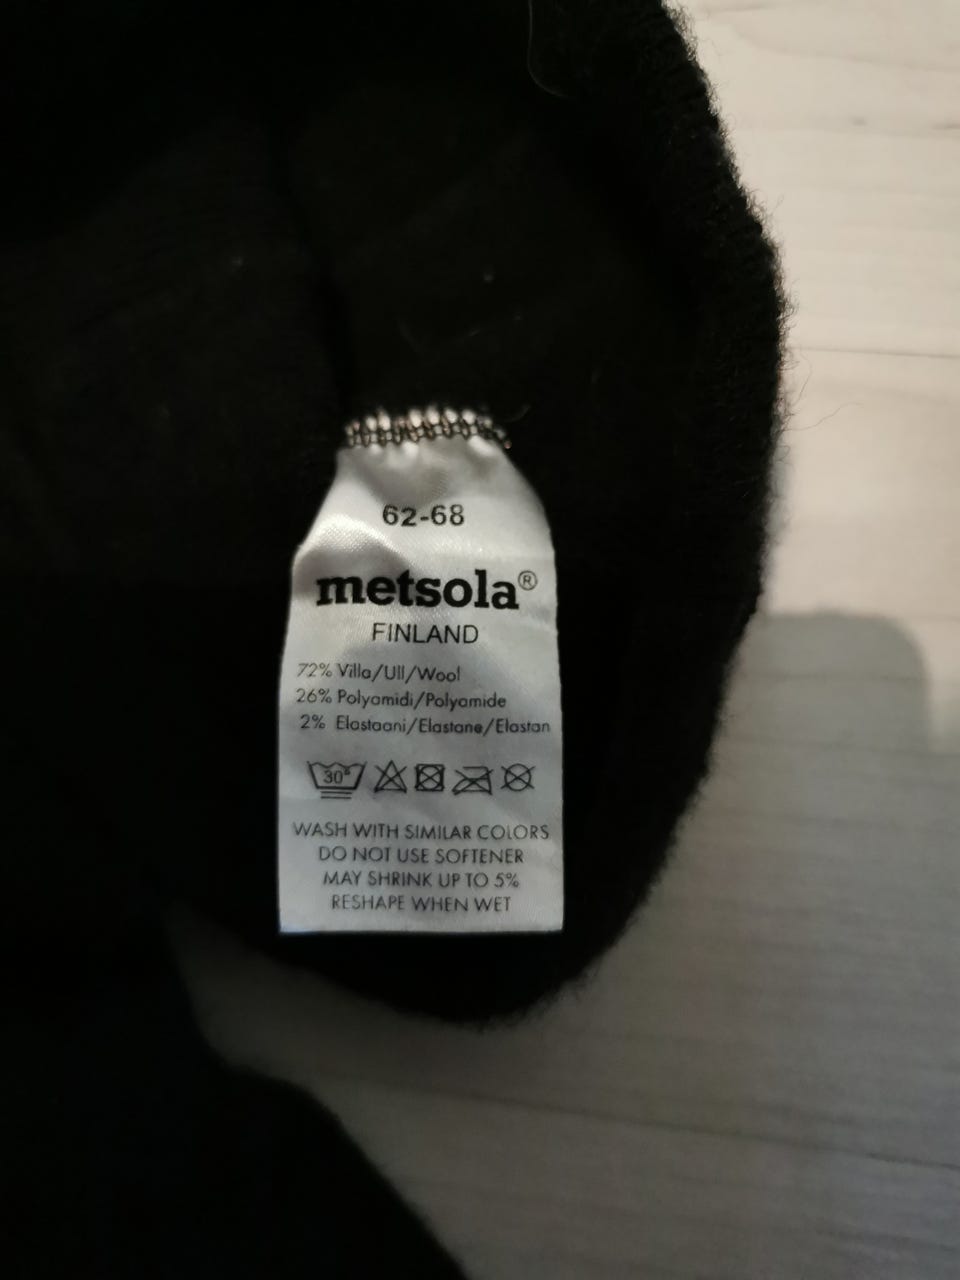 62-68
metsola®
FINLAND
72% Villa/Ull/Wool
26% Polyamidi/Polyamide
2% Elastaani/Elastane/Elastan
30°
WASH WITH SIMILAR COLORS
DO NOT USE SOFTENER
MAY SHRINK UP TO 5%
RESHAPE WHEN WET